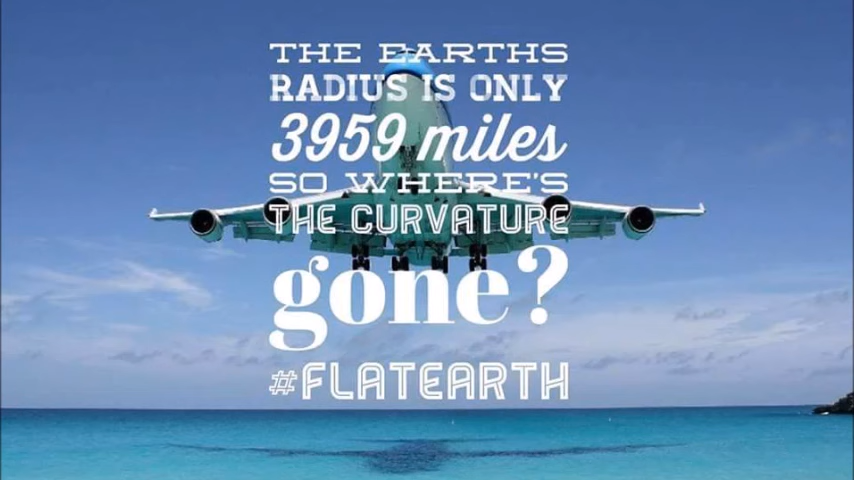 THE EARTHS
RADIUS IS ONLY
3959 miles
SO WHERE'S
THE CURVATURE
gone?
#FLATEARTH